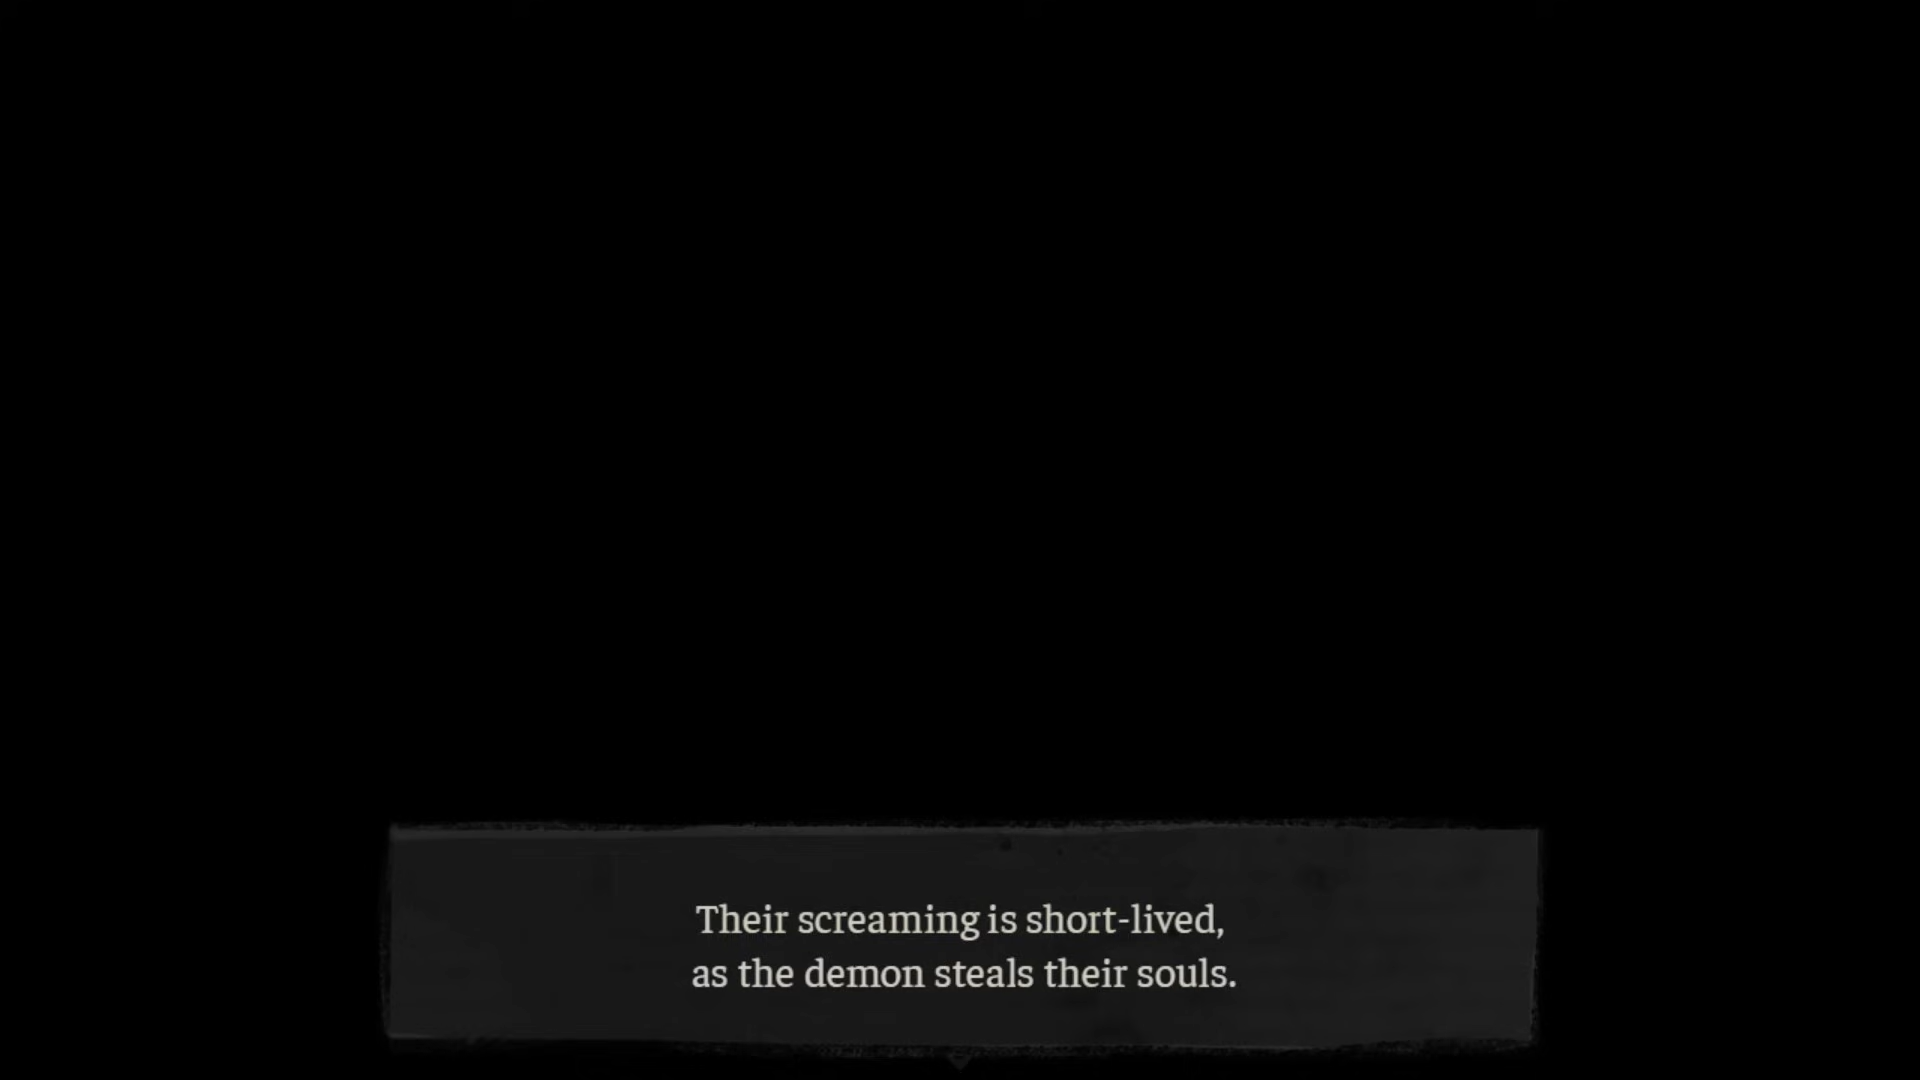 Their screaming is short-lived,
as the demon steals their souls.